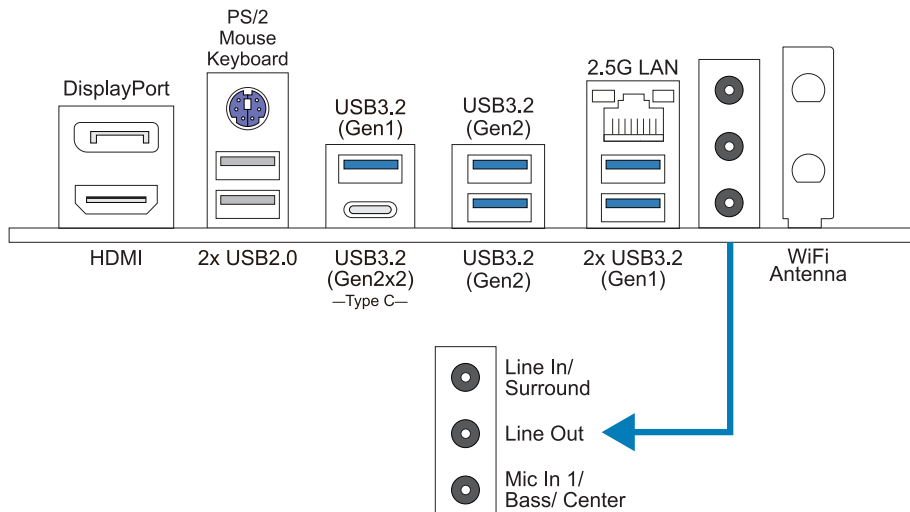 PS/2
Mouse
Keyboard
DisplayPort
USB3.2
(Gen1)
USB3.2
(Gen2)
2.5G LAN
HDMI
2x USB2.0
USB3.2
(Gen2x2)
—Type C—
USB3.2
(Gen2)
2x USB3.2
(Gen1)
WiFi
Antenna
Line In/
Surround
Line Out
Mic In 1/
Bass/ Center